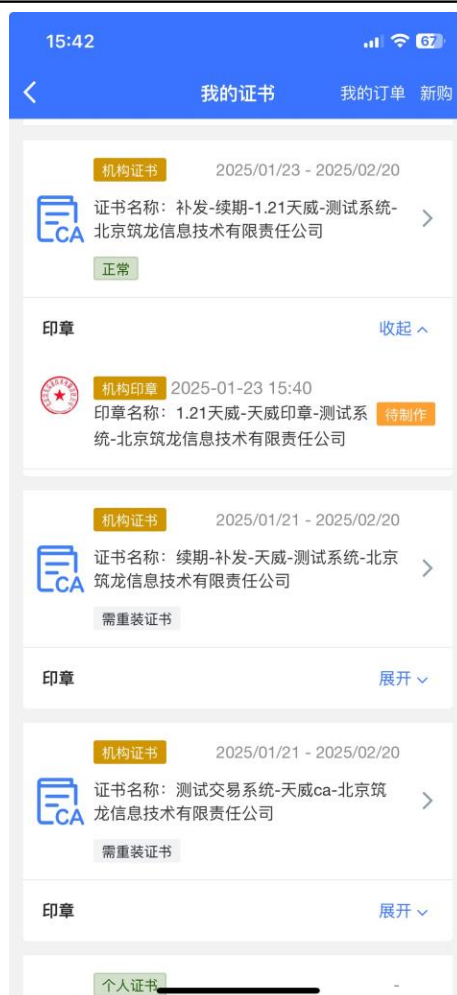 15:42
67
我的证书
我的订单 新购
机构证书 2025/01/23 - 2025/02/20
证书名称：补发-续期-1.21天威-测试系统-
北京筑龙信息技术有限责任公司
CA
正常
印章 收起
机构印章 2025-01-23 15:40
印章名称：1.21天威-天威印章-测试系
统-北京筑龙信息技术有限责任公司
待制作
机构证书 2025/01/21 - 2025/02/20
证书名称：续期-补发-天威-测试系统-北京
筑龙信息技术有限责任公司
CA
需重装证书
印章 展开
机构证书 2025/01/21 - 2025/02/20
证书名称：测试交易系统-天威ca-北京筑
龙信息技术有限责任公司
CA
需重装证书
印章 展开
个人证书 -